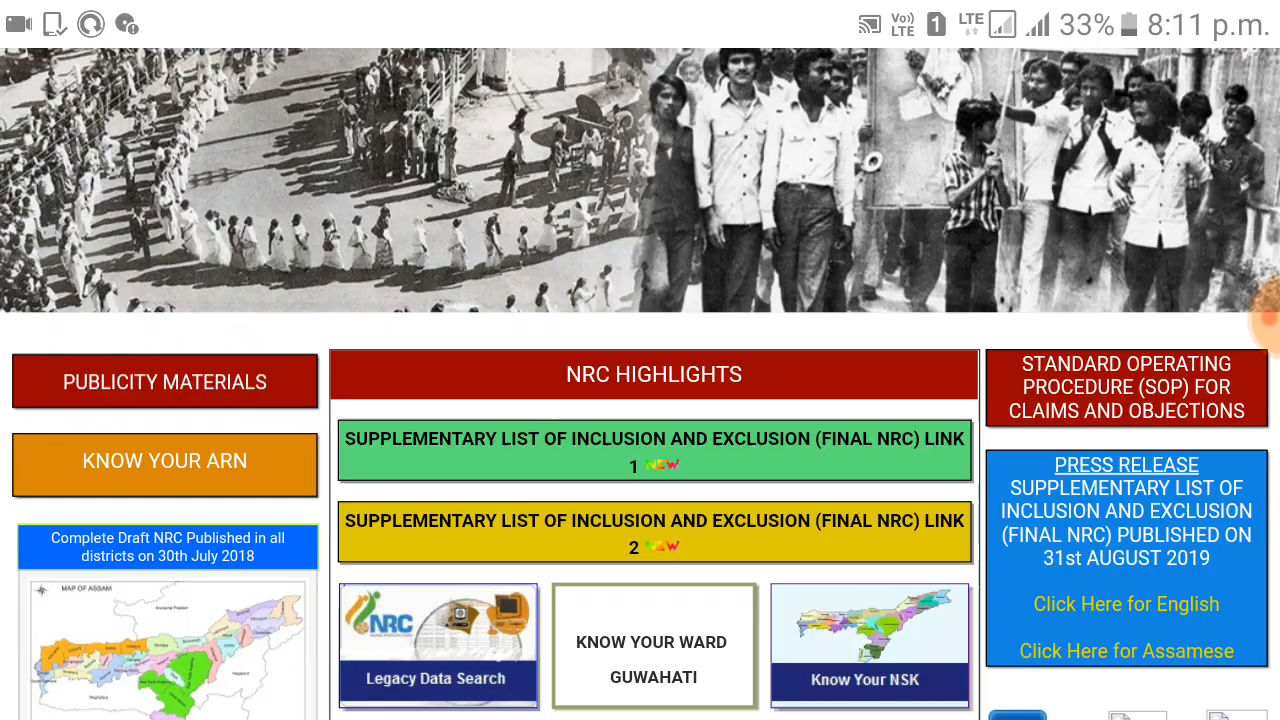 Vo))
LTE
1
LTE
33%
8:11 p.m.
PUBLICITY MATERIALS
KNOW YOUR ARN
Complete Draft NRC Published in all
districts on 30th July 2018
MAP OF ASSAM
NRC HIGHLIGHTS
SUPPLEMENTARY LIST OF INCLUSION AND EXCLUSION (FINAL NRC) LINK
1 NEW
SUPPLEMENTARY LIST OF INCLUSION AND EXCLUSION (FINAL NRC) LINK
2 NEW
NRC
Legacy Data Search
KNOW YOUR WARD
GUWAHATI
Know Your NSK
STANDARD OPERATING
PROCEDURE (SOP) FOR
CLAIMS AND OBJECTIONS
PRESS RELEASE
SUPPLEMENTARY LIST OF
INCLUSION AND EXCLUSION
(FINAL NRC) PUBLISHED ON
31st AUGUST 2019
Click Here for English
Click Here for Assamese